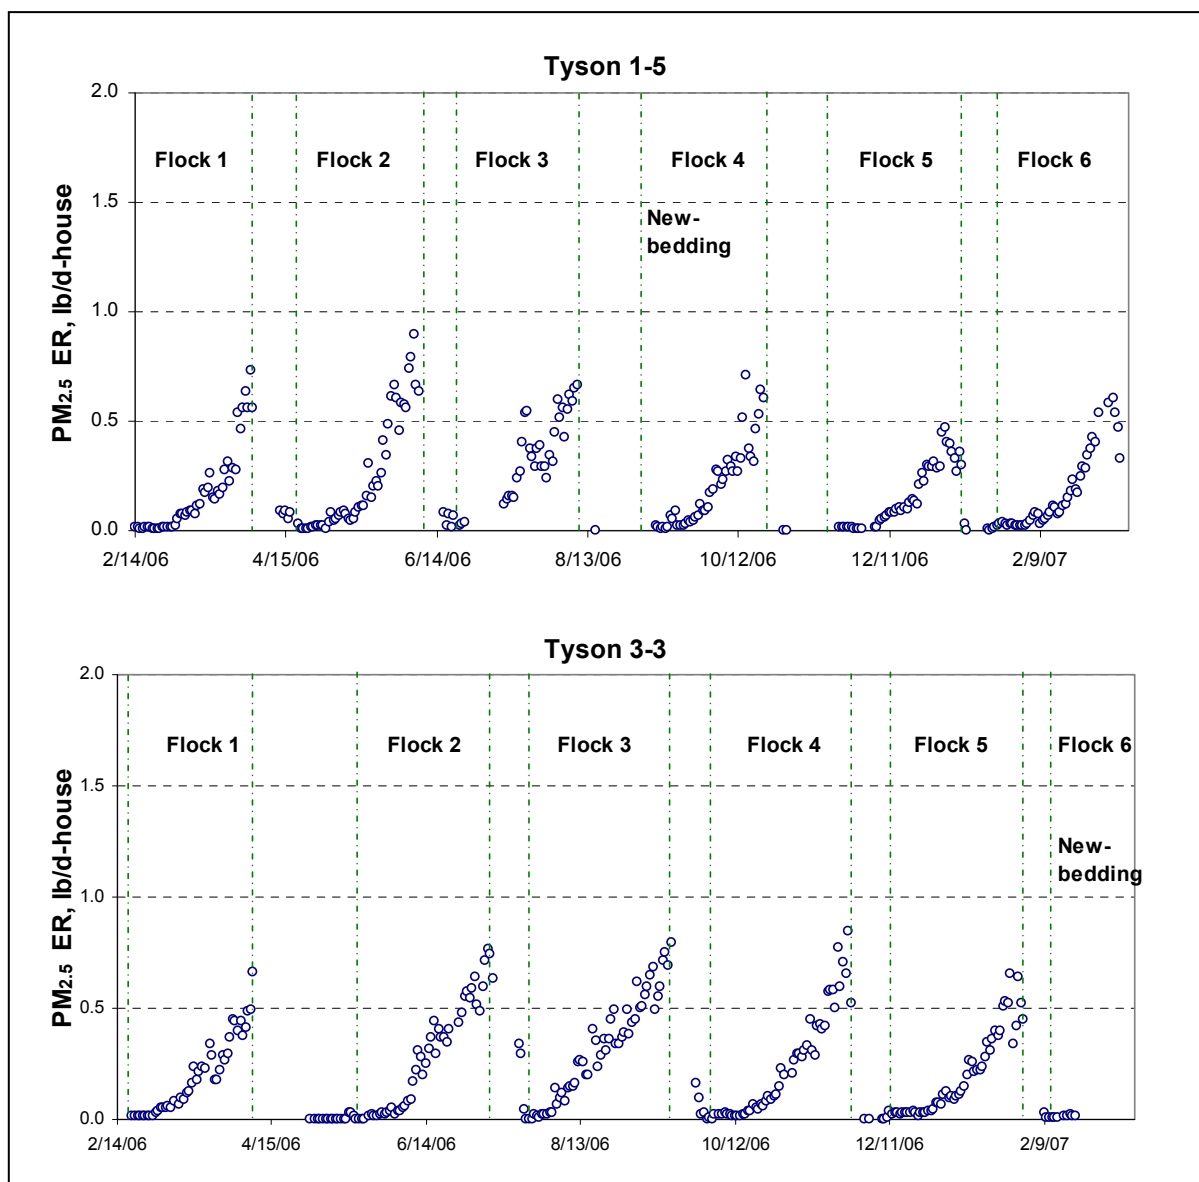 Tyson 1-5
2.0
Flock 1 Flock 2 Flock 3 Flock 4 Flock 5 Flock 6
1.5
New-
bedding
1.0
0.5
0.0
2/14/06 4/15/06 6/14/06 8/13/06 10/12/06 12/11/06 2/9/07
PM2.5 ER, lb/d-house
Tyson 3-3
2.0
Flock 1 Flock 2 Flock 3 Flock 4 Flock 5 Flock 6
1.5
New-
bedding
1.0
0.5
0.0
2/14/06 4/15/06 6/14/06 8/13/06 10/12/06 12/11/06 2/9/07
PM2.5 ER, lb/d-house